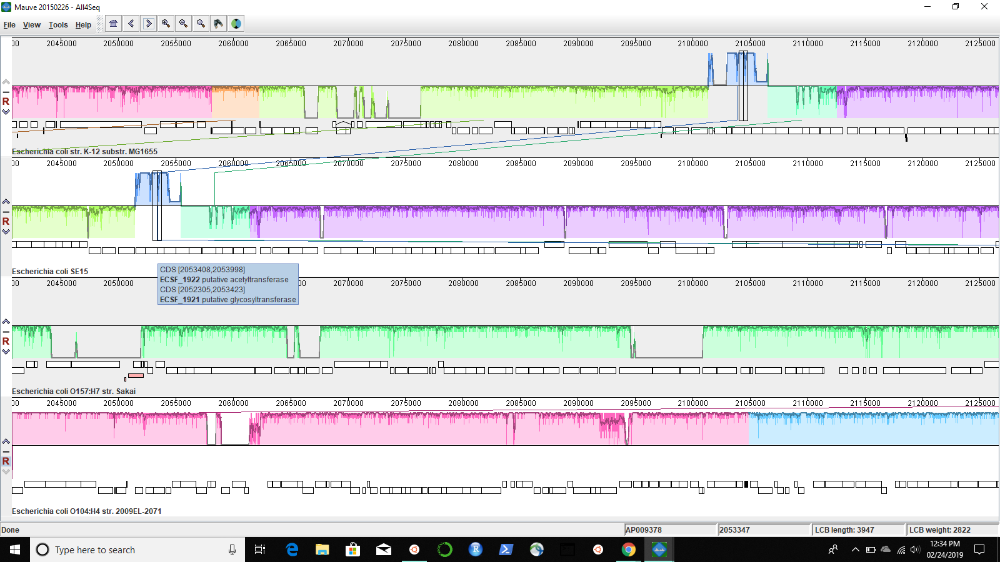 Mauve 20150226 - All4Seq
File View Tools Help
00 2045000 2050000 2055000 2060000 2065000 2070000 2075000 2080000 2085000 2090000 2095000 2100000 2105000 2110000 2115000 2120000 2125000
R
Escherichia coli str. K-12 substr. MG1655
00 2045000 2050000 2055000 2060000 2065000 2070000 2075000 2080000 2085000 2090000 2095000 2100000 2105000 2110000 2115000 2120000 2125000
R
Escherichia coli SE15
CDS [2053408,2053998]
ECSF_1922 putative acetyltransferase
CDS [2052305,2053423]
ECSF_1921 putative glycosyltransferase
00 2045000 2050000 2070000 2075000 2080000 2085000 2090000 2095000 2100000 2105000 2110000 2115000 2120000 2125000
R
Escherichia coli O157:H7 str. Sakai
00 2045000 2050000 2055000 2060000 2065000 2070000 2075000 2080000 2085000 2090000 2095000 2100000 2105000 2110000 2115000 2120000 2125000
R
Escherichia coli O104:H4 str. 2009EL-2071
Done AP009378 2053347 LCB length: 3947 LCB weight: 2822
Type here to search
12:34 PM
02/24/2019